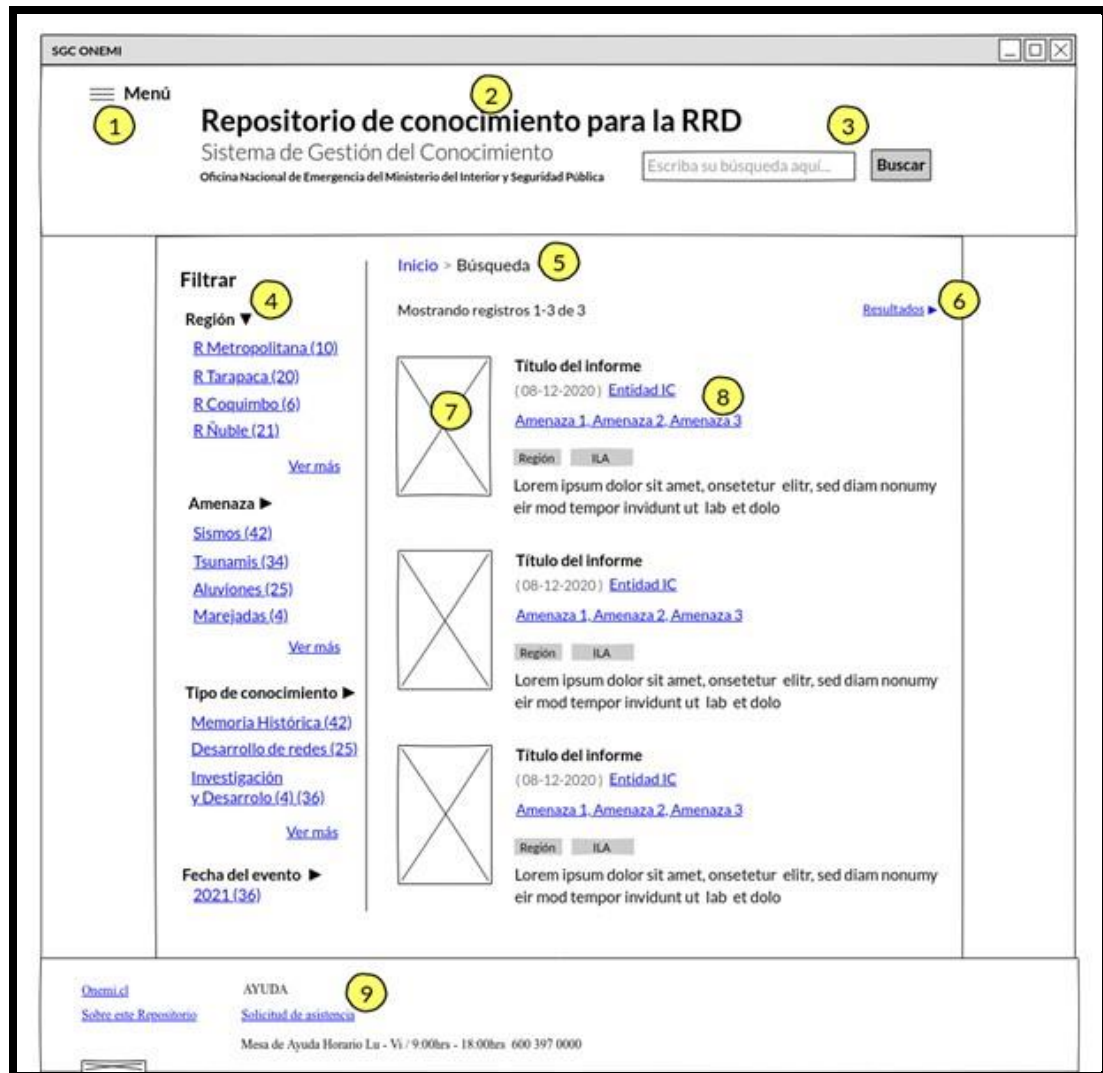 SGC ONEMI
Menú
1
2
Repositorio de conocimiento para la RRD
3
Sistema de Gestión del Conocimiento
Oficina Nacional de Emergencia del Ministerio del Interior y Seguridad Pública
Escriba su búsqueda aquí...
Buscar
Filtrar
4
Región ▼
R Metropolitana (10)
R Tarapaca (20)
R Coquimbo (6)
R Ñuble (21)
Ver más
Amenaza ►
Sismos (42)
Tsunamis (34)
Aluviones (25)
Marejadas (4)
Ver más
Tipo de conocimiento ►
Memoria Histórica (42)
Desarrollo de redes (25)
Investigación
y Desarrolo (4) (36)
Ver más
Fecha del evento ►
2021 (36)
Inicio > Búsqueda
5
Mostrando registros 1-3 de 3
Resultados ►
6
7
Título del informe
(08-12-2020) Entidad IC
8
Amenaza 1, Amenaza 2, Amenaza 3
Región ILA
Lorem ipsum dolor sit amet, onsetetur elitr, sed diam nonumy
eir mod tempor invidunt ut lab et dolo
Título del informe
(08-12-2020) Entidad IC
Amenaza 1, Amenaza 2, Amenaza 3
Región ILA
Lorem ipsum dolor sit amet, onsetetur elitr, sed diam nonumy
eir mod tempor invidunt ut lab et dolo
Título del informe
(08-12-2020) Entidad IC
Amenaza 1, Amenaza 2, Amenaza 3
Región ILA
Lorem ipsum dolor sit amet, onsetetur elitr, sed diam nonumy
eir mod tempor invidunt ut lab et dolo
Onemi.cl
Sobre este Repositorio
AYUDA
9
Solicitud de asistencia
Mesa de Ayuda Horario Lu - Vi / 9:00hrs - 18:00hrs 600 397 0000